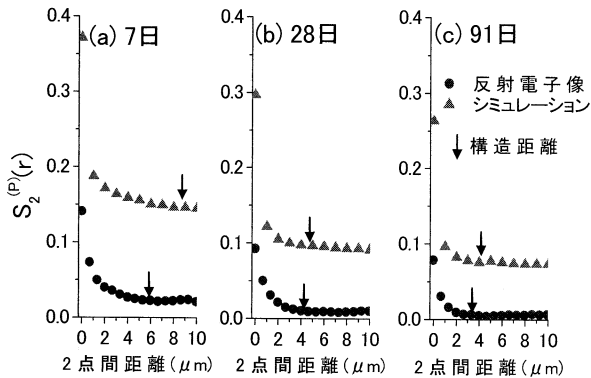 0.4
(a) 7日
0.3
0.2
0.1
0.0
S₂⁽ᴾ⁾(r)
0 2 4 6 8 10
2点間距離(μm)
0.4
(b) 28日
0.3
0.2
0.1
0.0
0 2 4 6 8 10
2点間距離(μm)
0.4
(c) 91日
0.3
0.2
0.1
0.0
0 2 4 6 8 10
2点間距離(μm)
反射電子像
シミュレーション
構造距離